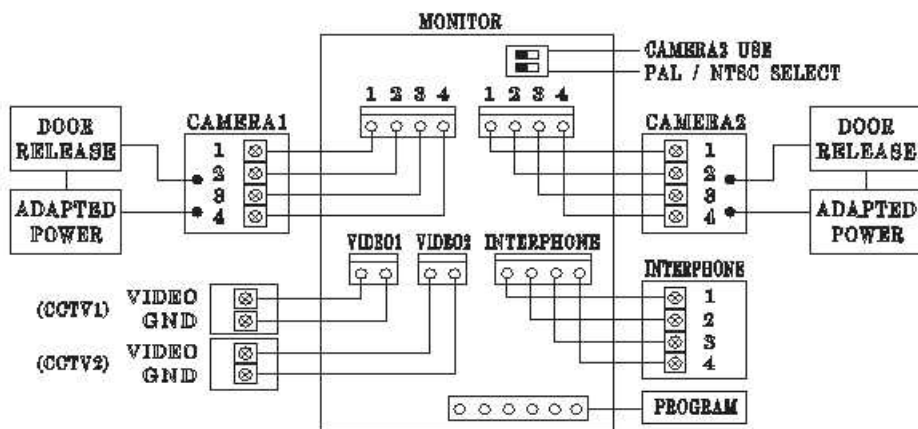 MONITOR
CAMERA2 USE
PAL / NTSC SELECT
1 2 3 4
1 2 3 4
DOOR
RELEASE
ADAPTED
POWER
CAMERA1
1
2
3
4
CAMERA2
1
2
3
4
DOOR
RELEASE
ADAPTED
POWER
VIDEO1
VIDEO2
INTERPHONE
(CCTV1)
VIDEO
GND
(CCTV2)
VIDEO
GND
INTERPHONE
1
2
3
4
PROGRAM